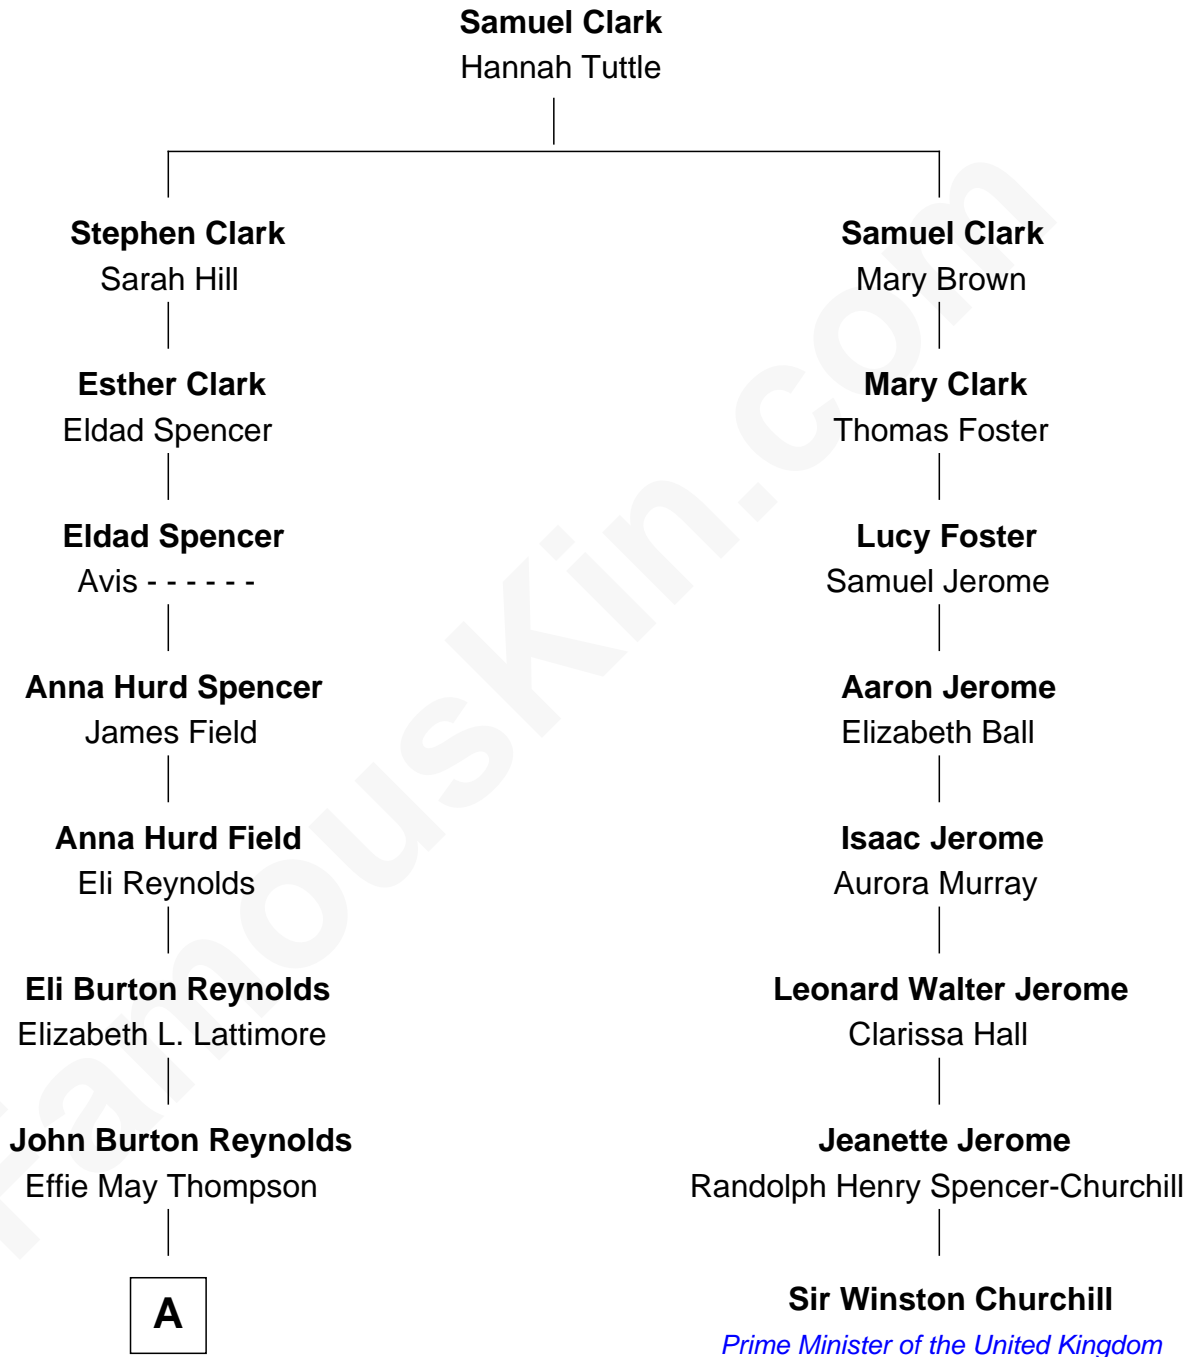 Samuel Clark
Hannah Tuttle
Stephen Clark
Sarah Hill
Samuel Clark
Mary Brown
Esther Clark
Eldad Spencer
Mary Clark
Thomas Foster
Eldad Spencer
Avis - - - - - -
Lucy Foster
Samuel Jerome
Anna Hurd Spencer
James Field
Aaron Jerome
Elizabeth Ball
Anna Hurd Field
Eli Reynolds
Isaac Jerome
Aurora Murray
Eli Burton Reynolds
Elizabeth L. Lattimore
Leonard Walter Jerome
Clarissa Hall
John Burton Reynolds
Effie May Thompson
Jeanette Jerome
Randolph Henry Spencer-Churchill
A
Sir Winston Churchill
Prime Minister of the United Kingdom
FamousKin.com